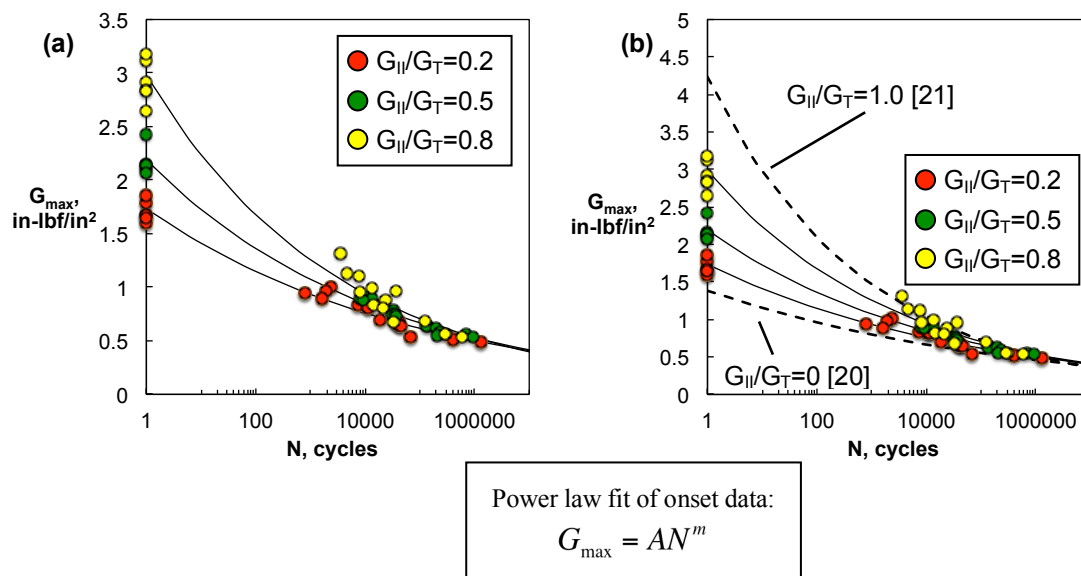 (a)
3.5
3
2.5
2
1.5
1
0.5
0
G_max,
in-lbf/in²
G_II/G_T=0.2
G_II/G_T=0.5
G_II/G_T=0.8
1
100
10000
1000000
N, cycles
(b)
5
4.5
4
3.5
3
2.5
2
1.5
1
0.5
0
G_max,
in-lbf/in²
G_II/G_T=1.0 [21]
G_II/G_T=0.2
G_II/G_T=0.5
G_II/G_T=0.8
G_II/G_T=0 [20]
1
100
10000
1000000
N, cycles
Power law fit of onset data:
G_max = AN^m